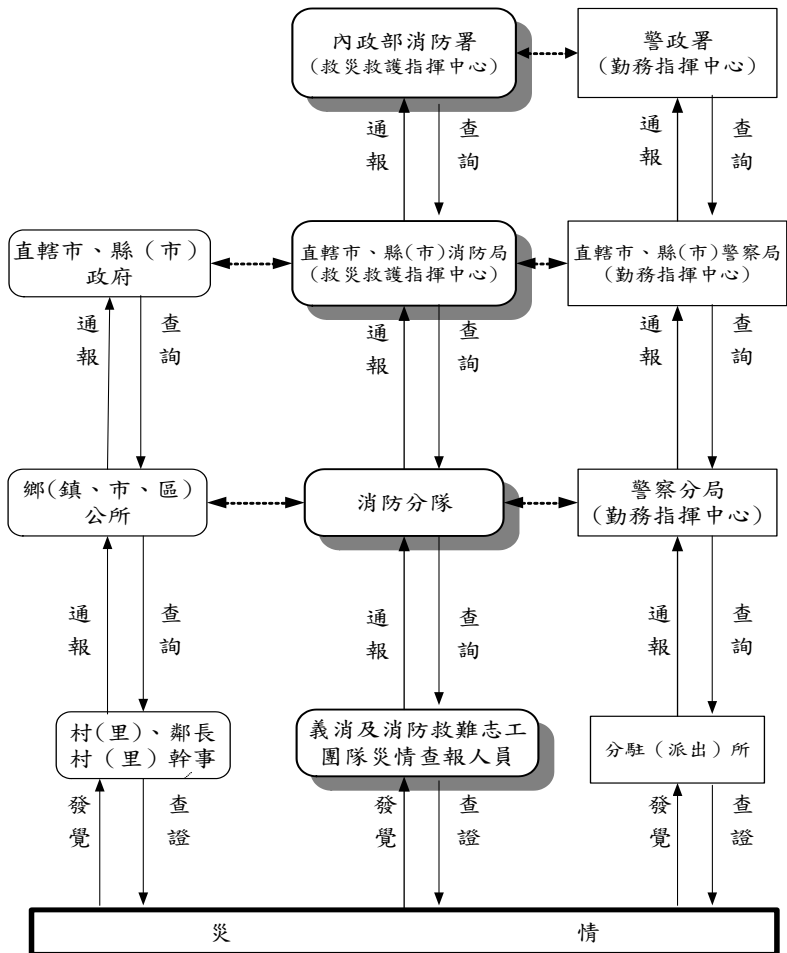 內政部消防署
(救災救護指揮中心)
警政署
(勤務指揮中心)
通報
查詢
通報
查詢
直轄市、縣（市）
政府
直轄市、縣(市)消防局
(救災救護指揮中心)
直轄市、縣(市)警察局
(勤務指揮中心)
通報
查詢
通報
查詢
通報
查詢
鄉(鎮、市、區)
公所
消防分隊
警察分局
(勤務指揮中心)
通報
查詢
通報
查詢
通報
查詢
村(里)、鄰長
村（里）幹事
義消及消防救難志工
團隊災情查報人員
分駐（派出）所
發覺
查證
發覺
查證
發覺
查證
災 情